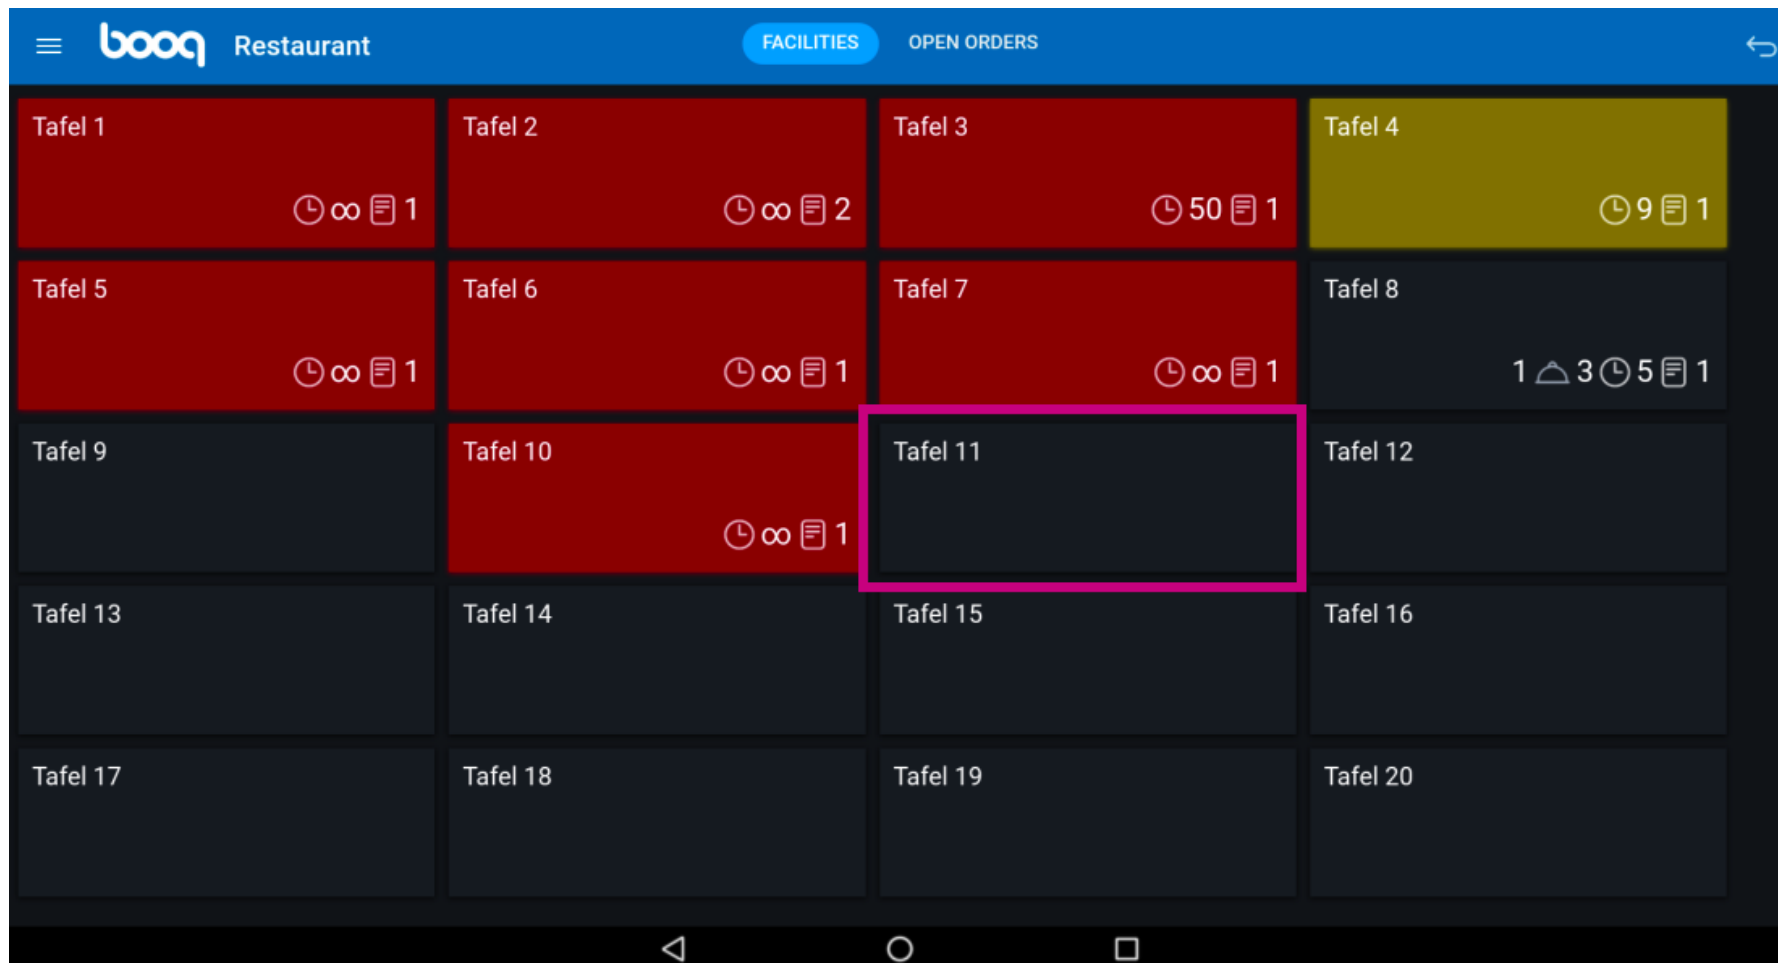 booq Restaurant FACILITIES OPEN ORDERS
Tafel 1 Tafel 2 Tafel 3 Tafel 4
∞ 1 ∞ 2 50 1 9 1
Tafel 5 Tafel 6 Tafel 7 Tafel 8
∞ 1 ∞ 1 ∞ 1 1 3 5 1
Tafel 9 Tafel 10 Tafel 11 Tafel 12
∞ 1
Tafel 13 Tafel 14 Tafel 15 Tafel 16
Tafel 17 Tafel 18 Tafel 19 Tafel 20